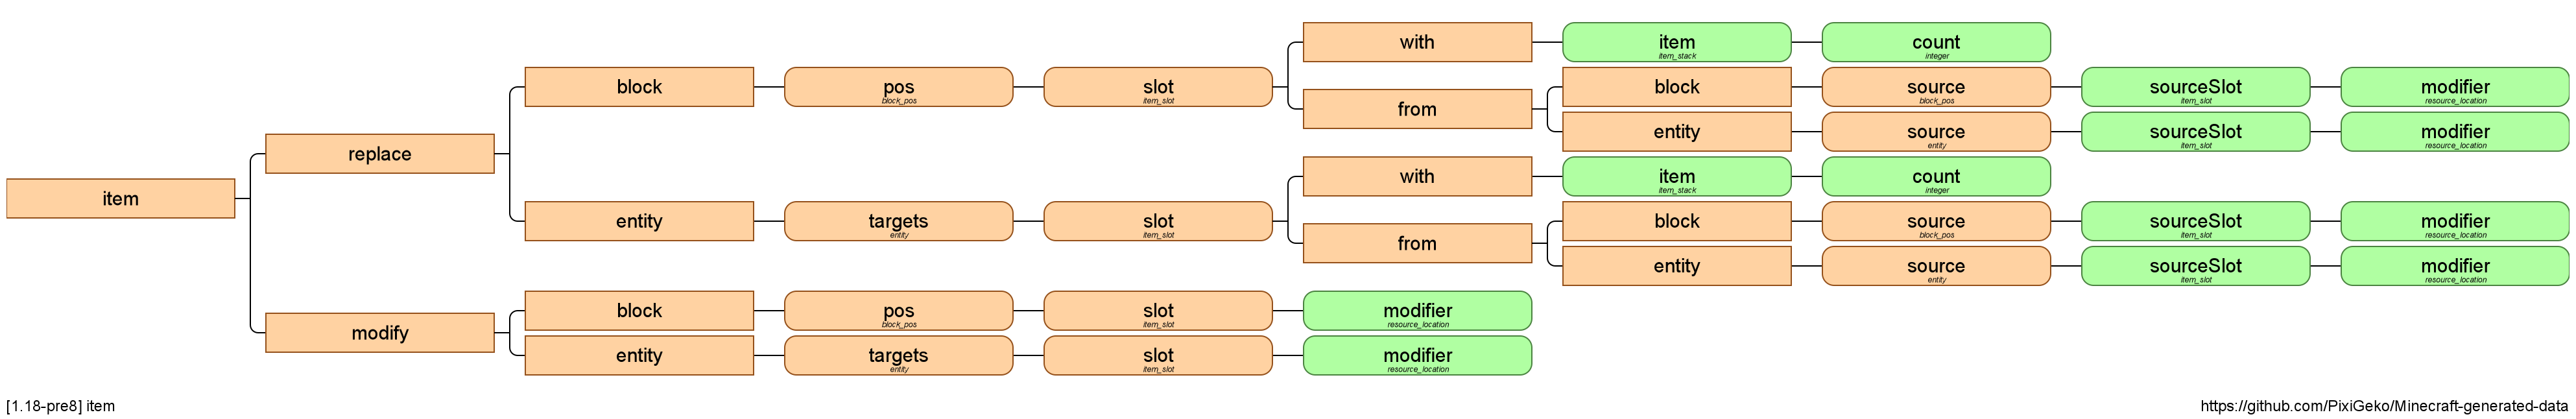 with
item
item_stack
count
integer
block
pos
block_pos
slot
item_slot
from
block
source
block_pos
sourceSlot
item_slot
modifier
resource_location
entity
source
entity
sourceSlot
item_slot
modifier
resource_location
replace
with
item
item_stack
count
integer
item
entity
targets
entity
slot
item_slot
from
block
source
block_pos
sourceSlot
item_slot
modifier
resource_location
entity
source
entity
sourceSlot
item_slot
modifier
resource_location
modify
block
pos
block_pos
slot
item_slot
modifier
resource_location
entity
targets
entity
slot
item_slot
modifier
resource_location
[1.18-pre8] item
https://github.com/PixiGeko/Minecraft-generated-data